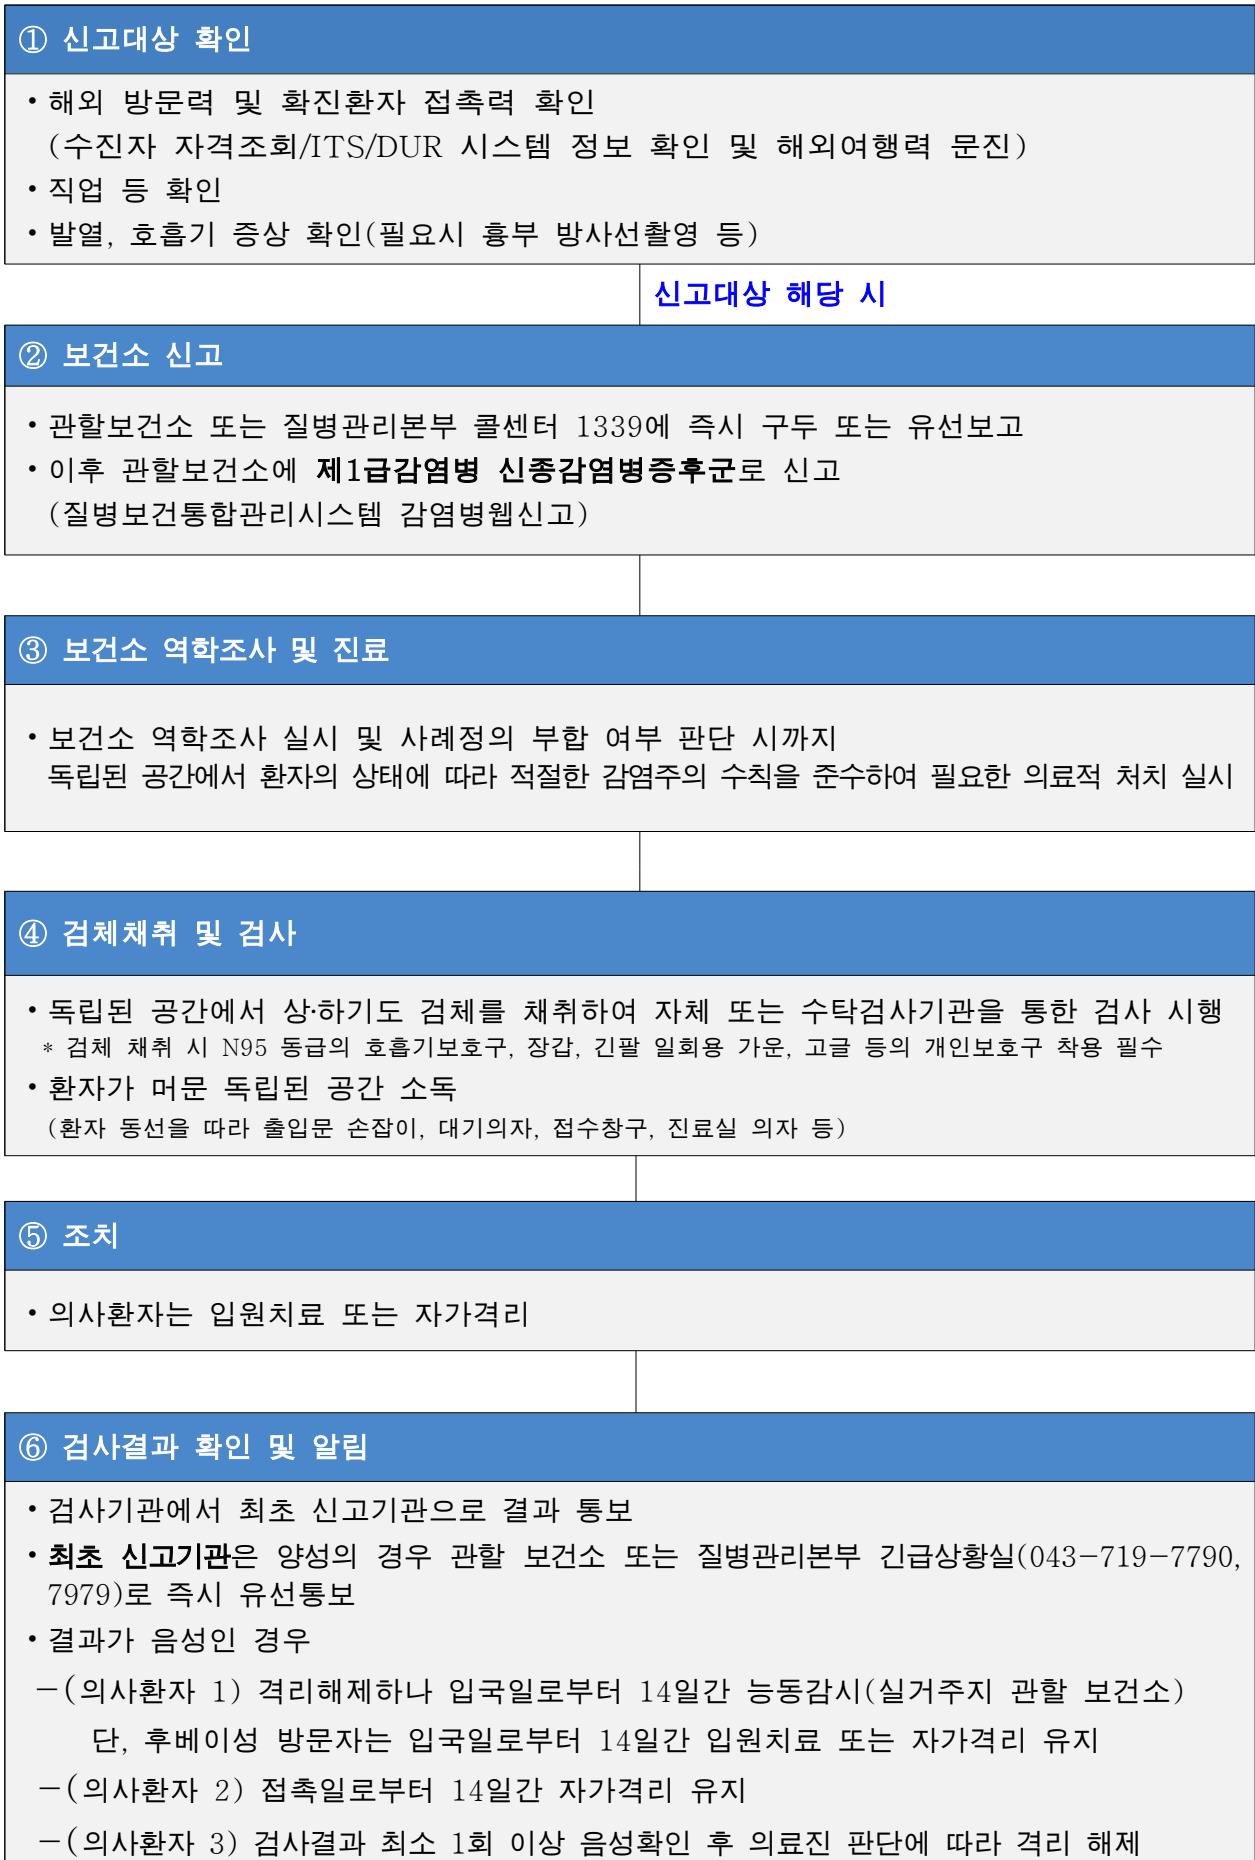 ① 신고대상 확인
• 해외 방문력 및 확진환자 접촉력 확인
(수진자 자격조회/ITS/DUR 시스템 정보 확인 및 해외여행력 문진)
• 직업 등 확인
• 발열, 호흡기 증상 확인(필요시 흉부 방사선촬영 등)
신고대상 해당 시
② 보건소 신고
• 관할보건소 또는 질병관리본부 콜센터 1339에 즉시 구두 또는 유선보고
• 이후 관할보건소에 제1급감염병 신종감염병증후군로 신고
(질병보건통합관리시스템 감염병웹신고)
③ 보건소 역학조사 및 진료
• 보건소 역학조사 실시 및 사례정의 부합 여부 판단 시까지
독립된 공간에서 환자의 상태에 따라 적절한 감염주의 수칙을 준수하여 필요한 의료적 처치 실시
④ 검체채취 및 검사
• 독립된 공간에서 상·하기도 검체를 채취하여 자체 또는 수탁검사기관을 통한 검사 시행
* 검체 채취 시 N95 동급의 호흡기보호구, 장갑, 긴팔 일회용 가운, 고글 등의 개인보호구 착용 필수
• 환자가 머문 독립된 공간 소독
(환자 동선을 따라 출입문 손잡이, 대기의자, 접수창구, 진료실 의자 등)
⑤ 조치
• 의사환자는 입원치료 또는 자가격리
⑥ 검사결과 확인 및 알림
• 검사기관에서 최초 신고기관으로 결과 통보
• 최초 신고기관은 양성의 경우 관할 보건소 또는 질병관리본부 긴급상황실(043-719-7790,
7979)로 즉시 유선통보
• 결과가 음성인 경우
-(의사환자 1) 격리해제하나 입국일로부터 14일간 능동감시(실거주지 관할 보건소)
단, 후베이성 방문자는 입국일로부터 14일간 입원치료 또는 자가격리 유지
-(의사환자 2) 접촉일로부터 14일간 자가격리 유지
-(의사환자 3) 검사결과 최소 1회 이상 음성확인 후 의료진 판단에 따라 격리 해제